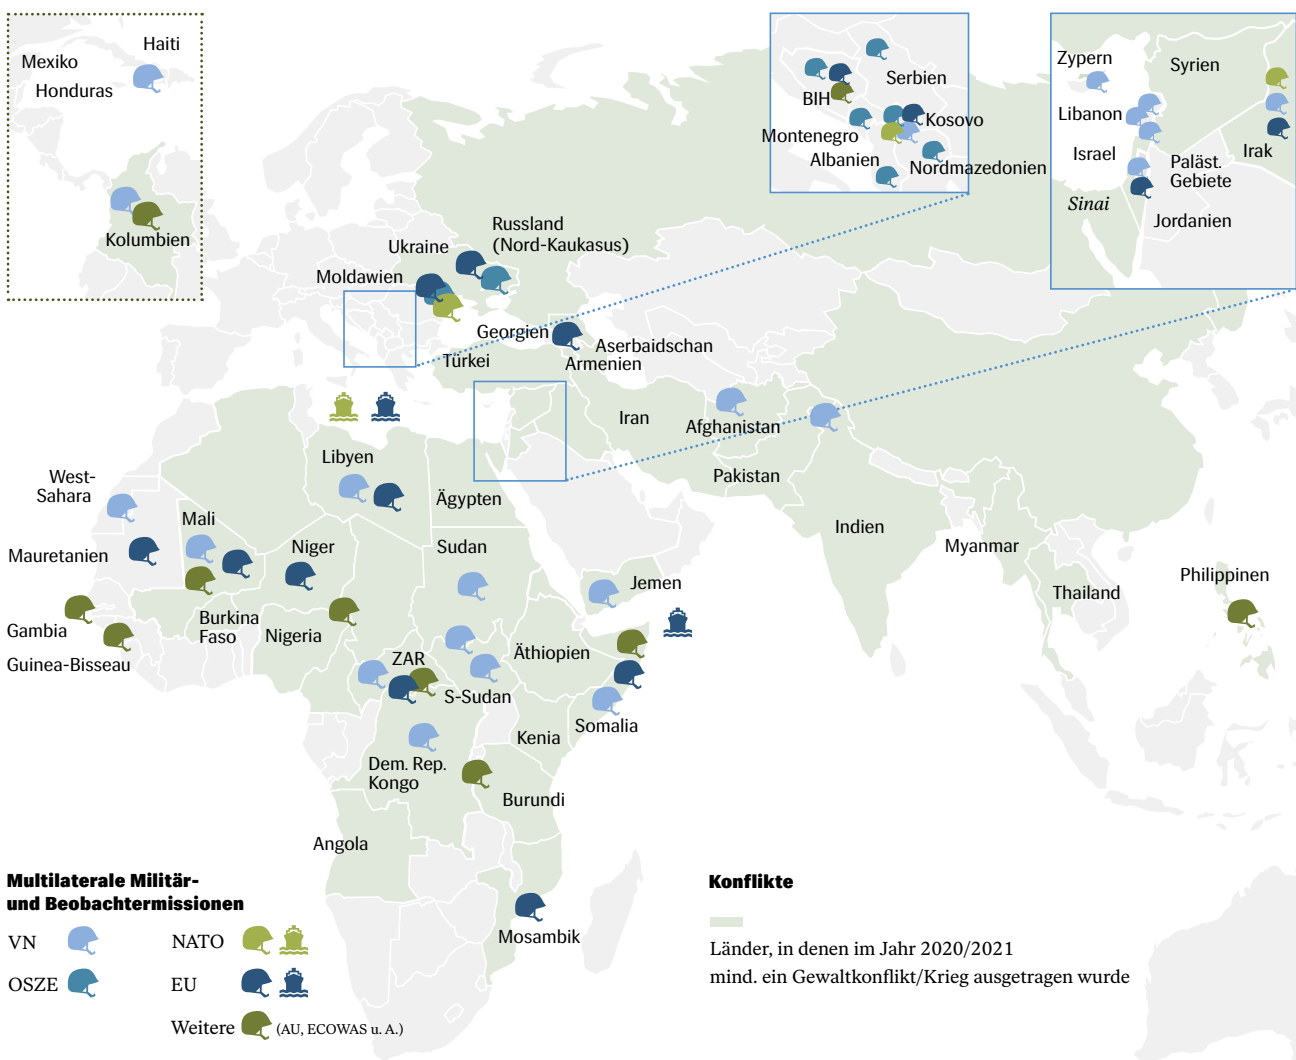 Haiti
Mexiko
Honduras
Kolumbien
Serbien
BIH
Kosovo
Montenegro
Albanien
Nordmazedonien
Zypern
Syrien
Libanon
Israel
Irak
Paläst.
Gebiete
Sinai
Jordanien
Russland
(Nord-Kaukasus)
Ukraine
Moldawien
Georgien
Aserbaidschan
Armenien
Türkei
Iran
Afghanistan
Pakistan
Indien
Myanmar
Thailand
Philippinen
Libyen
Ägypten
West-
Sahara
Mali
Mauretanien
Niger
Sudan
Jemen
Gambia
Burkina
Faso
Nigeria
Guinea-Bissau
ZAR
Äthiopien
S-Sudan
Somalia
Kenia
Dem. Rep.
Kongo
Burundi
Angola
Mosambik
Multilaterale Militär-
und Beobachtermissionen
VN
NATO
OSZE
EU
Weitere (AU, ECOWAS u. A.)
Konflikte
Länder, in denen im Jahr 2020/2021
mind. ein Gewaltkonflikt/Krieg ausgetragen wurde